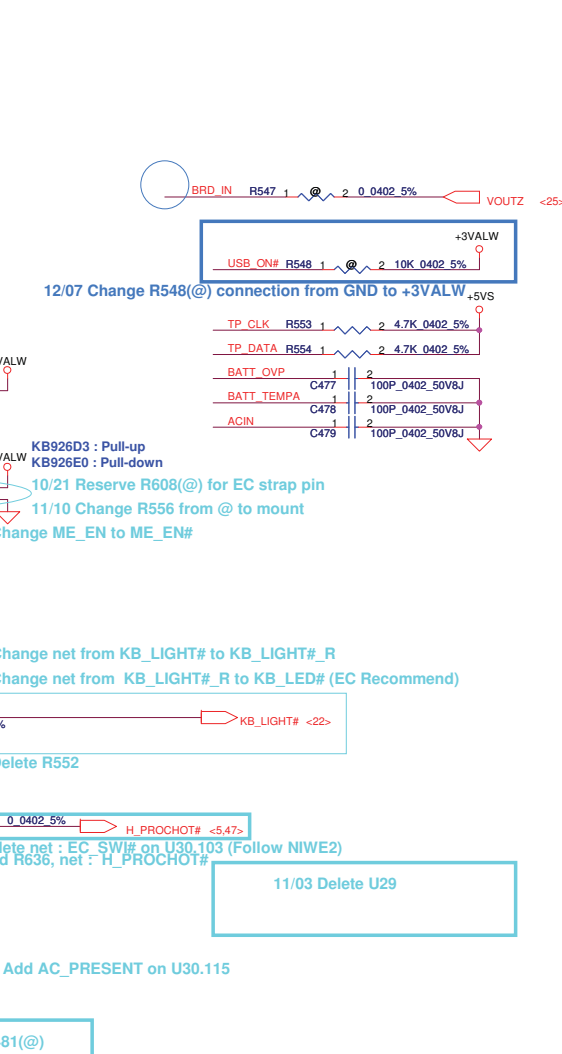 BRD_IN R547 1 @ 2 0_0402_5% VOUTZ <25>
+3VALW
USB_ON# R548 1 @ 2 10K_0402_5%
12/07 Change R548(@) connection from GND to +3VALW
+5VS
TP_CLK R553 1 2 4.7K_0402_5%
TP_DATA R554 1 2 4.7K_0402_5%
BATT_OVP 1 2
C477 100P_0402_50V8J
BATT_TEMPA 1 2
C478 100P_0402_50V8J
ACIN 1 2
C479 100P_0402_50V8J
VALW
KB926D3 : Pull-up
VALW
KB926E0 : Pull-down
10/21 Reserve R608(@) for EC strap pin
11/10 Change R556 from @ to mount
hange ME_EN to ME_EN#
hange net from KB_LIGHT# to KB_LIGHT#_R
hange net from KB_LIGHT#_R to KB_LED# (EC Recommend)
% KB_LIGHT# <22>
elete R552
0_0402_5% H_PROCHOT# <5,47>
lete net : EC_SWI# on U30.103 (Follow NIWE2)
d R636, net : H_PROCHOT#
11/03 Delete U29
Add AC_PRESENT on U30.115
81(@)